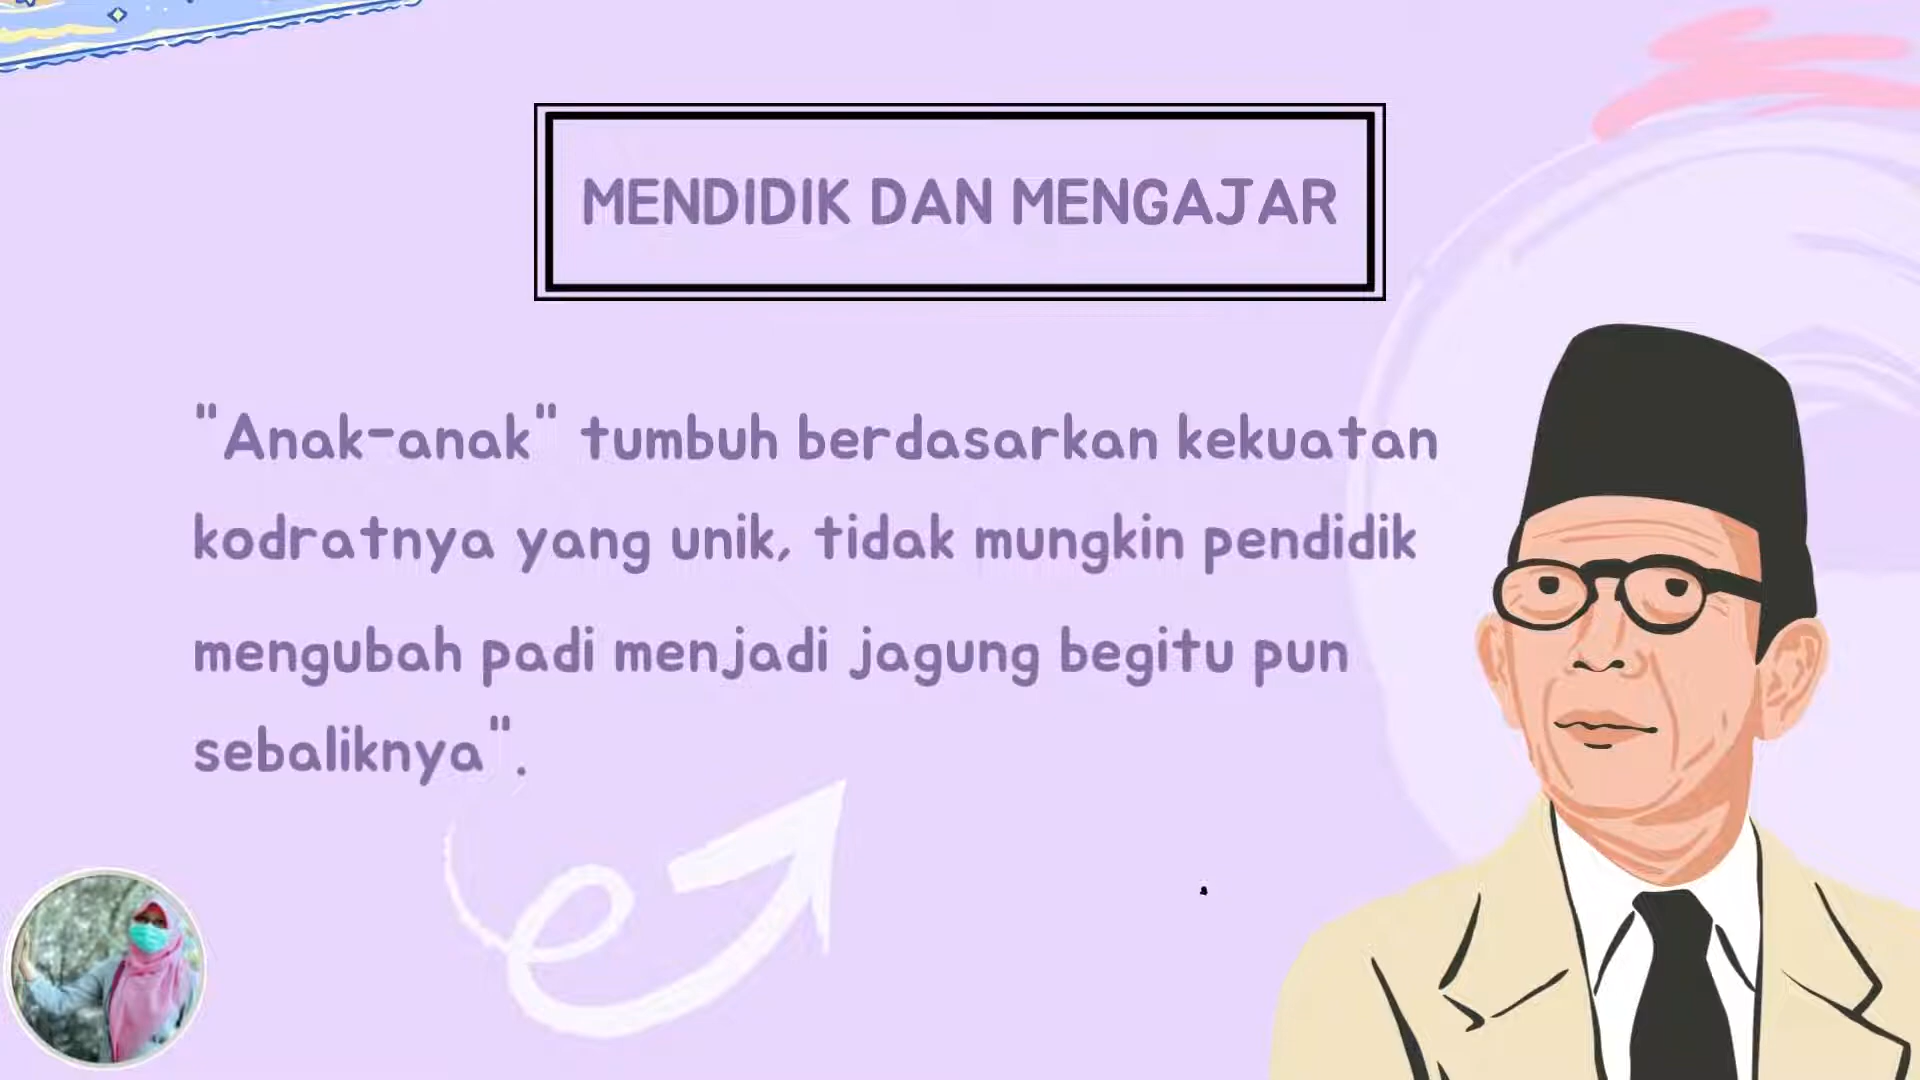 MENDIDIK DAN MENGAJAR
"Anak-anak" tumbuh berdasarkan kekuatan
kodratnya yang unik, tidak mungkin pendidik
mengubah padi menjadi jagung begitu pun
sebaliknya".